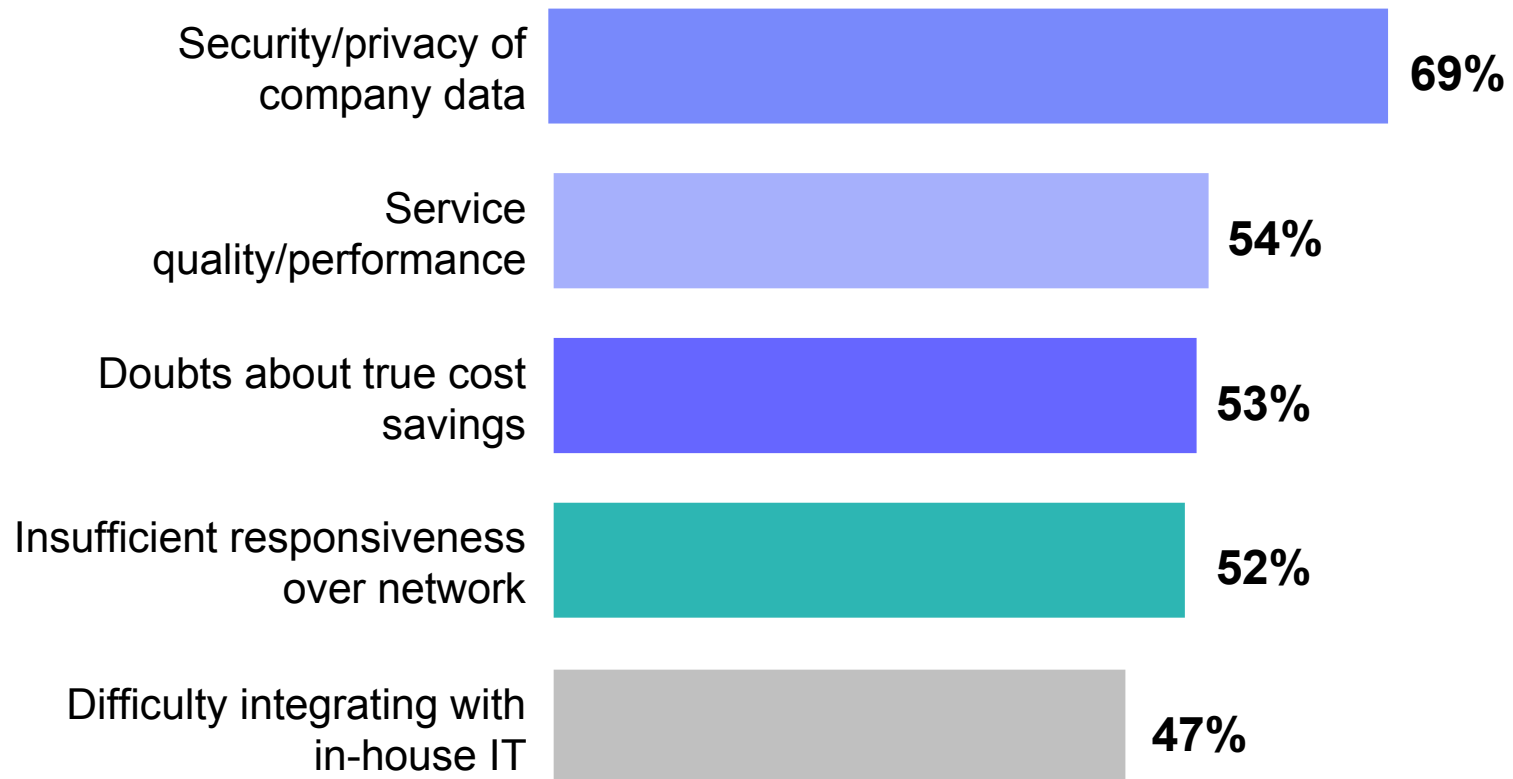 Security/privacy of
company data
69%
Service
quality/performance
54%
Doubts about true cost
savings
53%
Insufficient responsiveness
over network
52%
Difficulty integrating with
in-house IT
47%